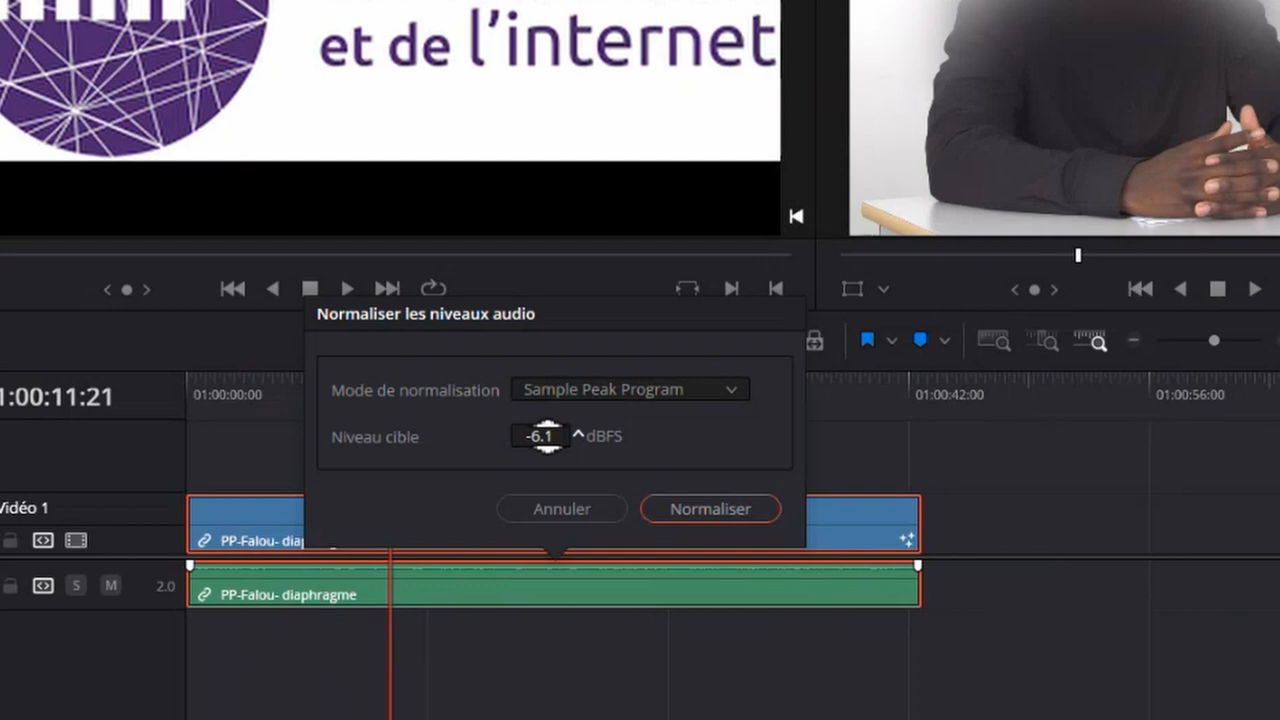 et de l'internet
Normaliser les niveaux audio
1:00:11:21
01:00:00:00
01:00:42:00
01:00:56:00
Mode de normalisation
Sample Peak Program
Niveau cible
-6.1
dBFS
Annuler
Normaliser
Vidéo 1
PP-Falou-
S
M
2.0
PP-Falou- diaphragme